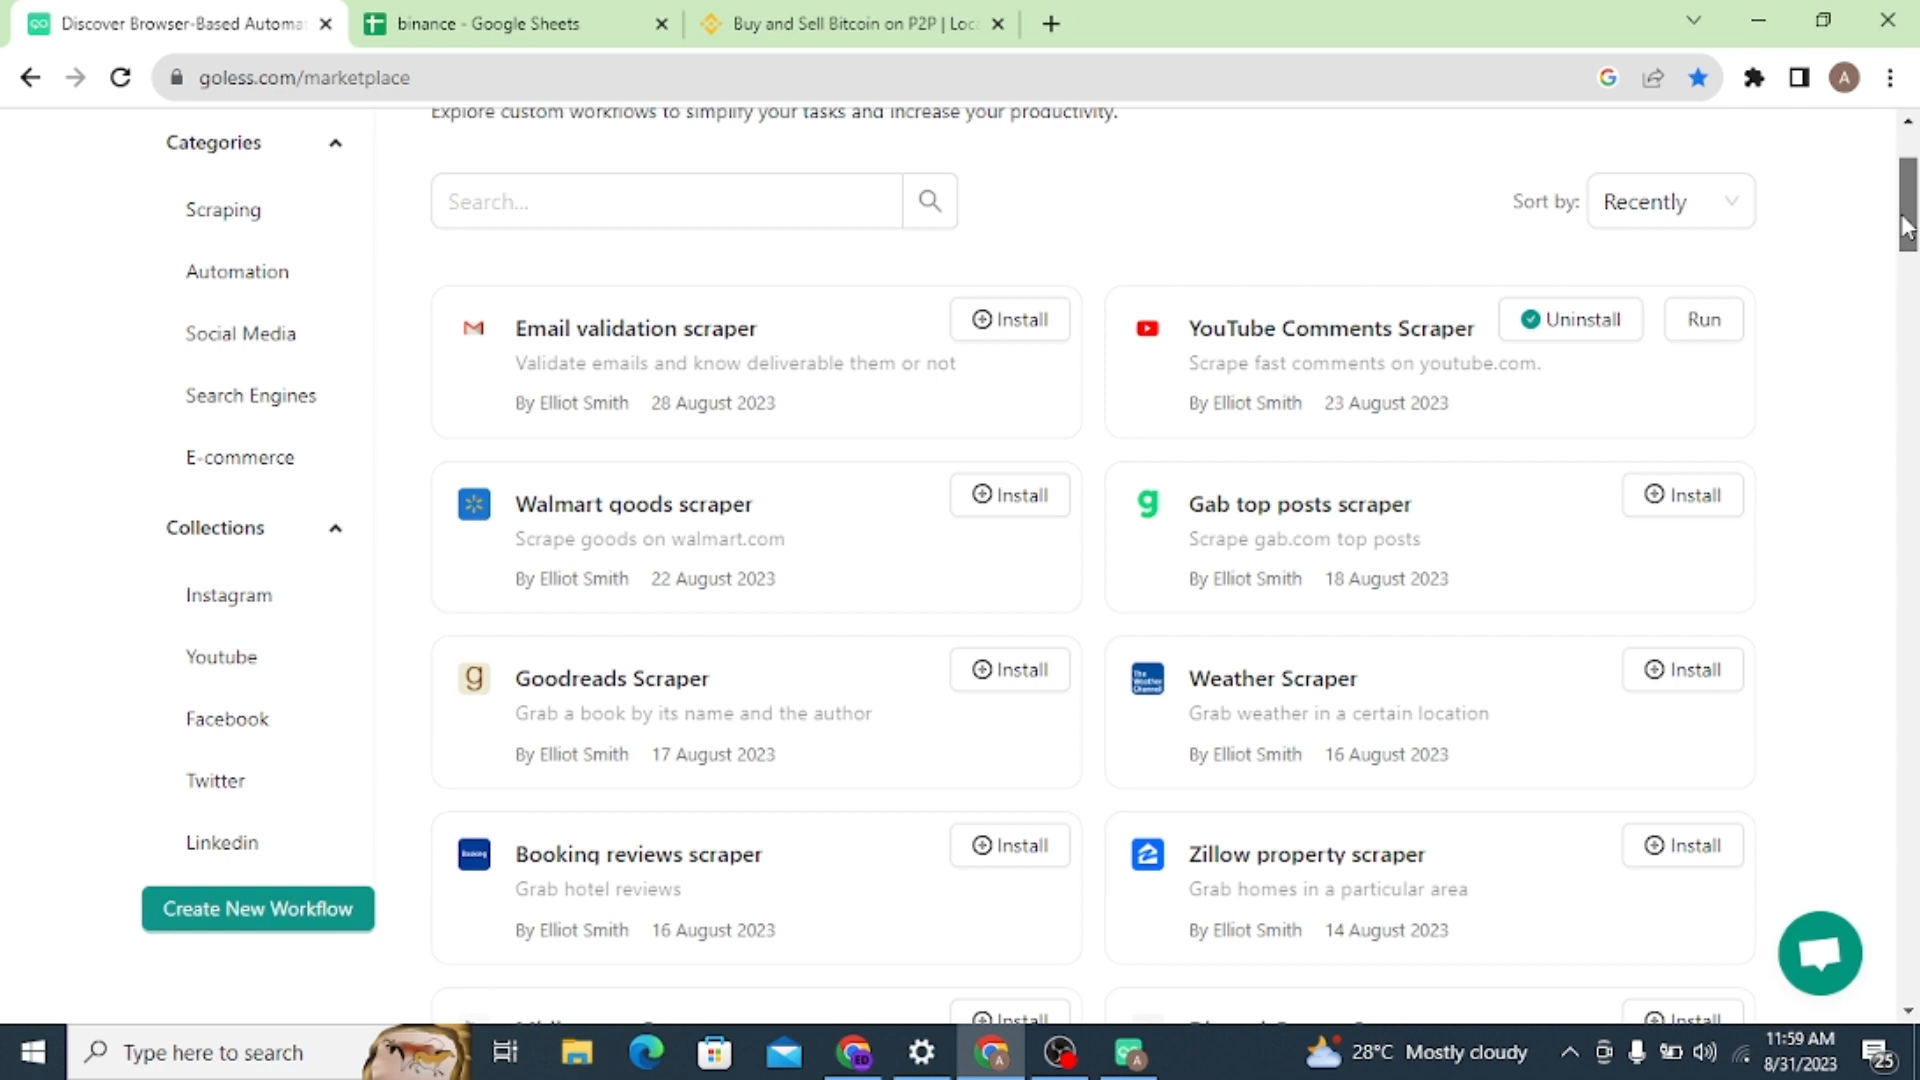 Discover Browser-Based Automa
binance - Google Sheets
Buy and Sell Bitcoin on P2P | Loc
goless.com/marketplace
A
Explore custom workflows to simplify your tasks and increase your productivity.
Categories
Scraping
Automation
Social Media
Search Engines
E-commerce
Collections
Instagram
Youtube
Facebook
Twitter
Linkedin
Create New Workflow
Search...
Sort by: Recently
Email validation scraper
Install
Validate emails and know deliverable them or not
By Elliot Smith 28 August 2023
YouTube Comments Scraper
Uninstall
Run
Scrape fast comments on youtube.com.
By Elliot Smith 23 August 2023
Walmart goods scraper
Install
Scrape goods on walmart.com
By Elliot Smith 22 August 2023
Gab top posts scraper
Install
Scrape gab.com top posts
By Elliot Smith 18 August 2023
Goodreads Scraper
Install
Grab a book by its name and the author
By Elliot Smith 17 August 2023
Weather Scraper
Install
Grab weather in a certain location
By Elliot Smith 16 August 2023
Booking reviews scraper
Install
Grab hotel reviews
By Elliot Smith 16 August 2023
Zillow property scraper
Install
Grab homes in a particular area
By Elliot Smith 14 August 2023
Install
Install
Type here to search
28°C Mostly cloudy
11:59 AM
8/31/2023
25